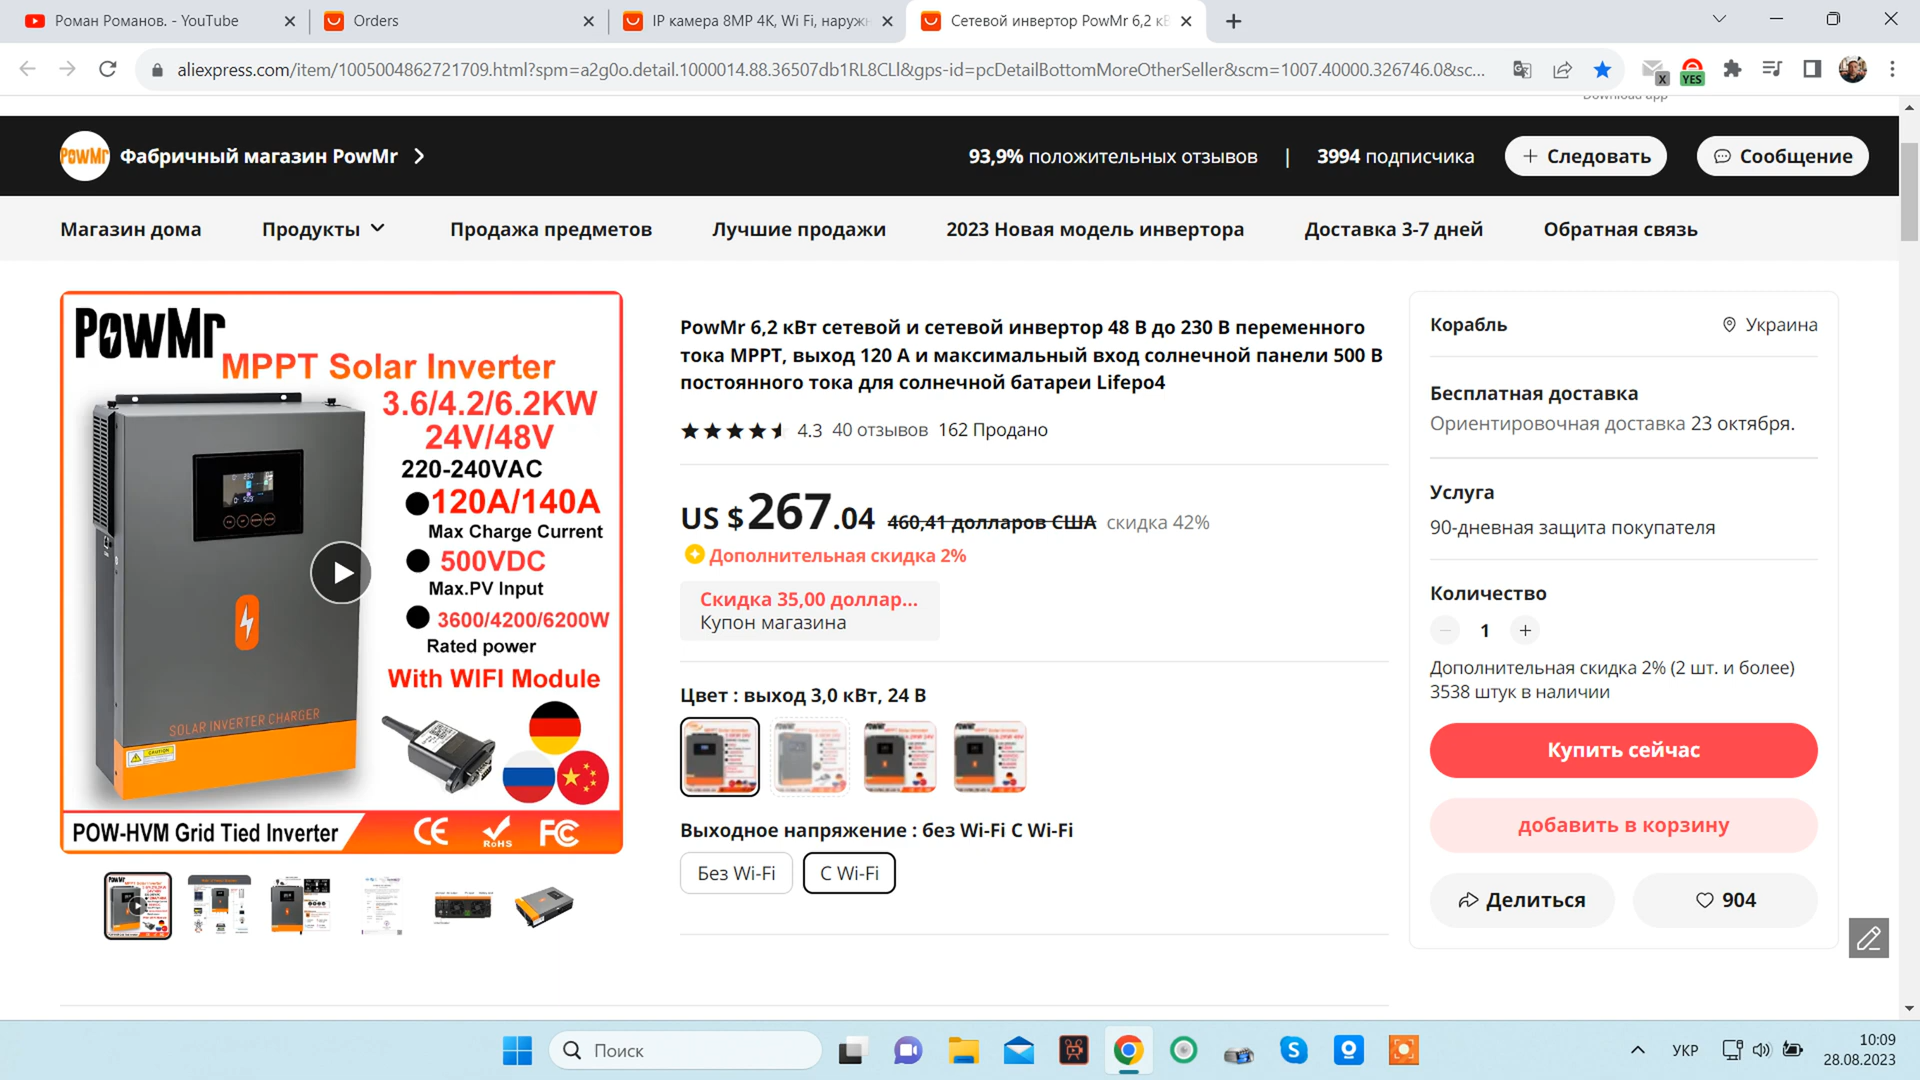 Роман Романов. - YouTube
Orders
IP камера 8MP 4K, Wi Fi, наружн
Сетевой инвертор PowMr 6,2 кВ
aliexpress.com/item/1005004862721709.html?spm=a2g0o.detail.1000014.88.36507db1RL8CLl&gps-id=pcDetailBottomMoreOtherSeller&scm=1007.40000.326746.0&sc...
X
YES
Download app
PowMr
Фабричный магазин PowMr
93,9% положительных отзывов | 3994 подписчика
+ Следовать
Сообщение
Магазин дома
Продукты
Продажа предметов
Лучшие продажи
2023 Новая модель инвертора
Доставка 3-7 дней
Обратная связь
PowMr
MPPT Solar Inverter
3.6/4.2/6.2KW
24V/48V
220-240VAC
120A/140A
Max Charge Current
500VDC
Max.PV Input
3600/4200/6200W
Rated power
With WIFI Module
SOLAR INVERTER CHARGER
POW-HVM Grid Tied Inverter
CE
RoHS
FC
PowMr 6,2 кВт сетевой и сетевой инвертор 48 В до 230 В переменного
тока MPPT, выход 120 А и максимальный вход солнечной панели 500 В
постоянного тока для солнечной батареи Lifepo4
4.3 40 отзывов 162 Продано
US $267.04 460,41 долларов США скидка 42%
Дополнительная скидка 2%
Скидка 35,00 доллар...
Купон магазина
Цвет : выход 3,0 кВт, 24 В
Выходное напряжение : без Wi-Fi С Wi-Fi
Без Wi-Fi
С Wi-Fi
Корабль
Украина
Бесплатная доставка
Ориентировочная доставка 23 октября.
Услуга
90-дневная защита покупателя
Количество
1
Дополнительная скидка 2% (2 шт. и более)
3538 штук в наличии
Купить сейчас
добавить в корзину
Делиться
904
Поиск
УКР
10:09
28.08.2023